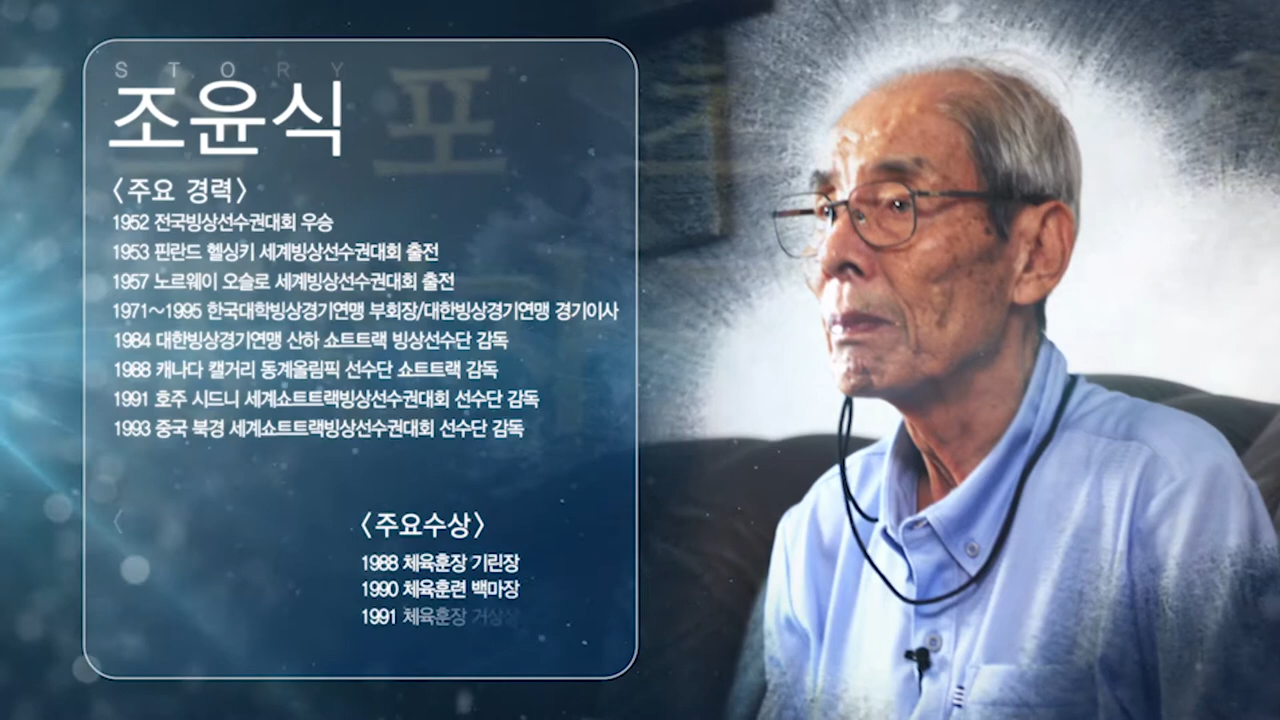 STORY
조윤식
〈주요 경력〉
1952 전국빙상선수권대회 우승
1953 핀란드 헬싱키 세계빙상선수권대회 출전
1957 노르웨이 오슬로 세계빙상선수권대회 출전
1971~1995 한국대학빙상경기연맹 부회장/대한빙상경기연맹 경기이사
1984 대한빙상경기연맹 산하 쇼트트랙 빙상선수단 감독
1988 캐나다 캘거리 동계올림픽 선수단 쇼트트랙 감독
1991 호주 시드니 세계쇼트트랙빙상선수권대회 선수단 감독
1993 중국 북경 세계쇼트트랙빙상선수권대회 선수단 감독
〈
〈주요수상〉
1988 체육훈장 기린장
1990 체육훈련 백마장
1991 체육훈장 거상장